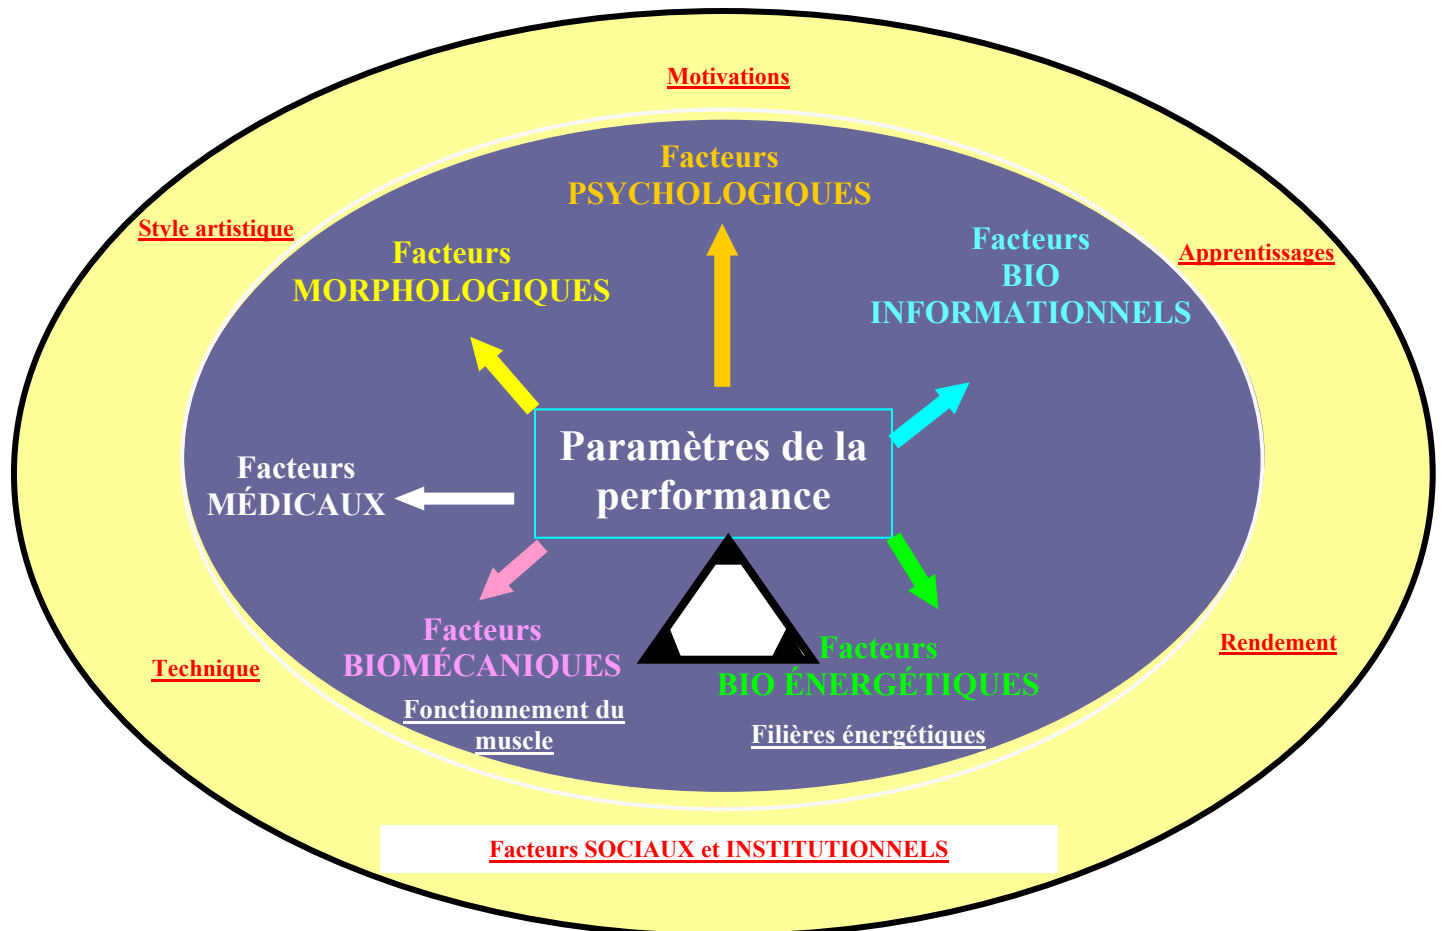 Motivations
Facteurs
PSYCHOLOGIQUES
Style artistique
Facteurs
MORPHOLOGIQUES
Facteurs
BIO
INFORMATIONNELS
Apprentissages
Paramètres de la
performance
Facteurs
MÉDICAUX
Facteurs
BIOMÉCANIQUES
Fonctionnement du
muscle
Facteurs
BIO ÉNERGÉTIQUES
Filières énergétiques
Technique
Rendement
Facteurs SOCIAUX et INSTITUTIONNELS